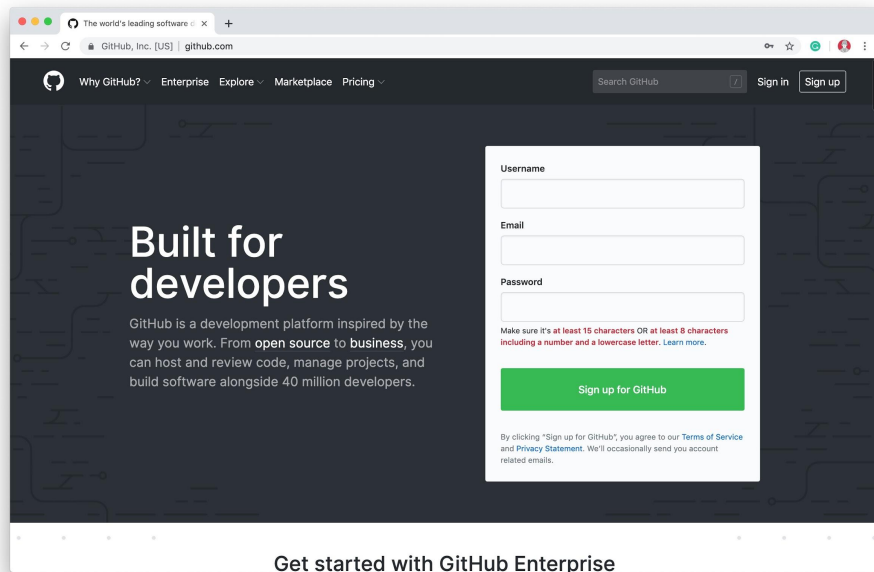 The world's leading software d
GitHub, Inc. [US] | github.com
Why GitHub? Enterprise Explore Marketplace Pricing
Search GitHub /
Sign in Sign up
Built for
developers
GitHub is a development platform inspired by the
way you work. From open source to business, you
can host and review code, manage projects, and
build software alongside 40 million developers.
Username
Email
Password
Make sure it's at least 15 characters OR at least 8 characters
including a number and a lowercase letter. Learn more.
Sign up for GitHub
By clicking “Sign up for GitHub”, you agree to our Terms of Service
and Privacy Statement. We'll occasionally send you account
related emails.
Get started with GitHub Enterprise